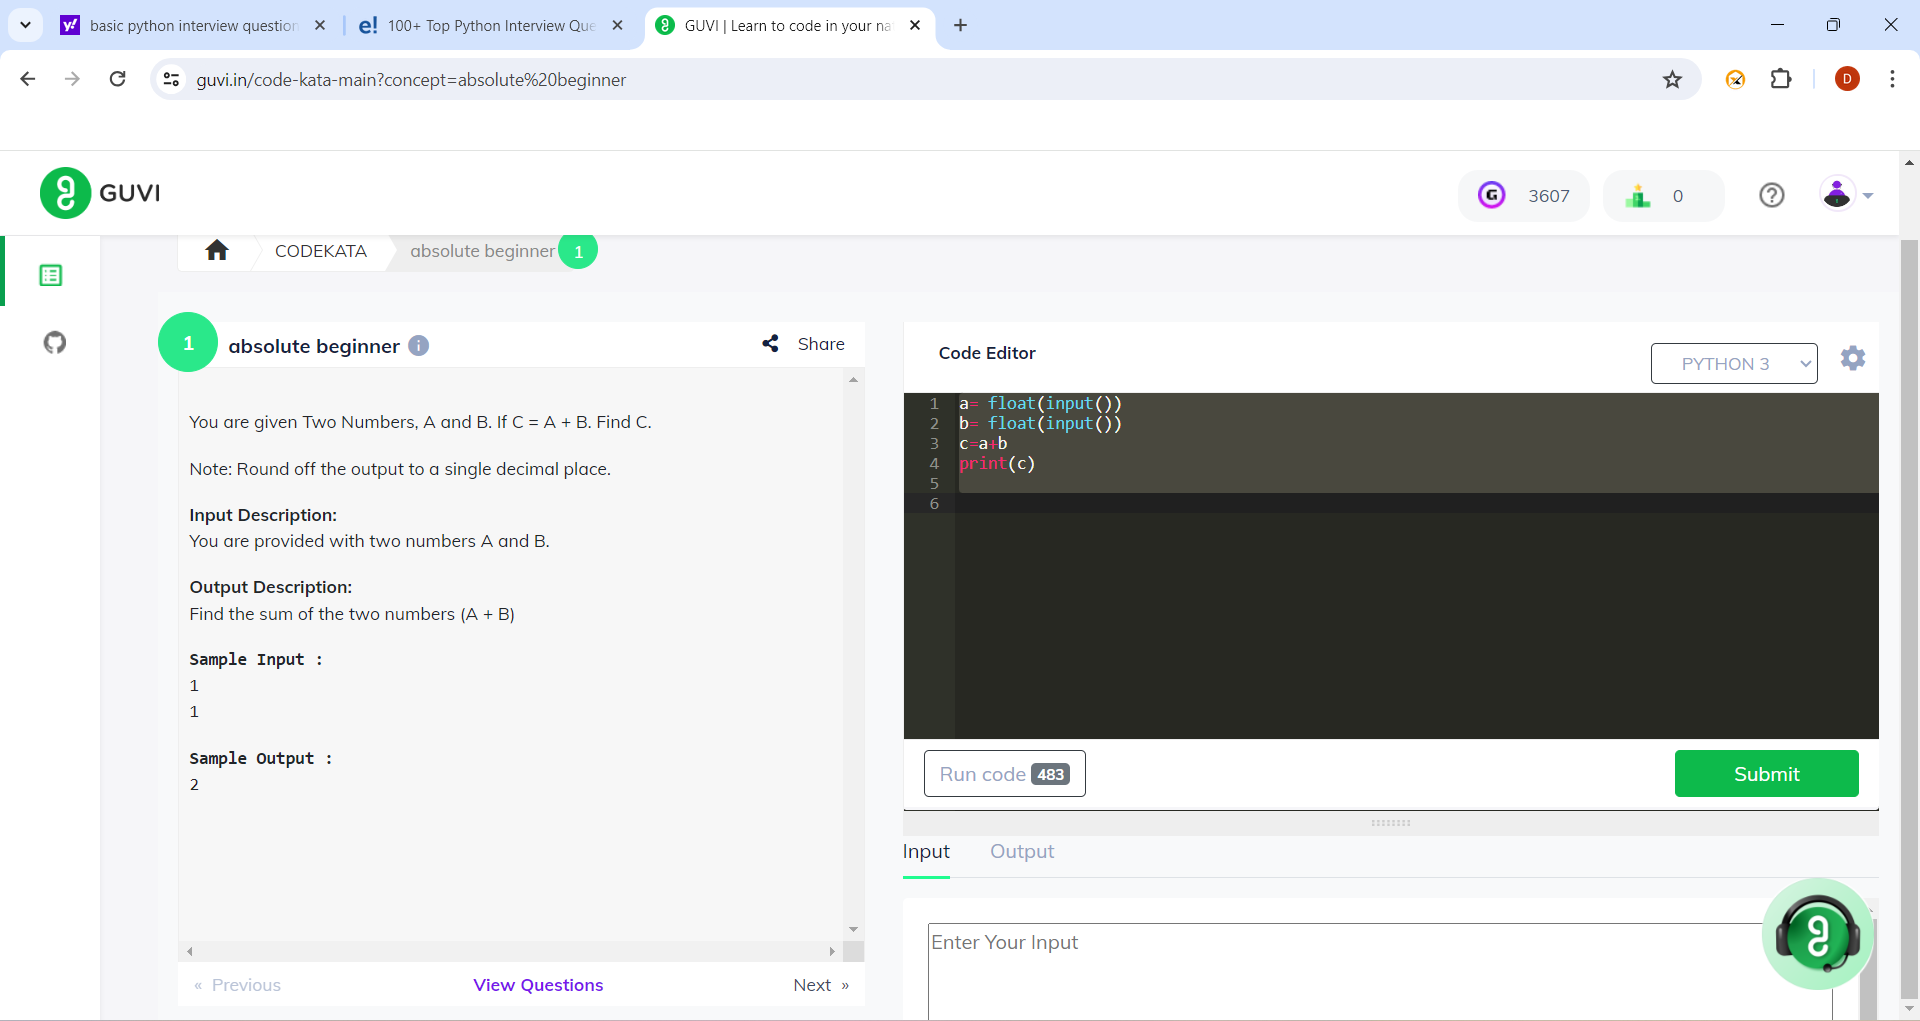 basic python interview question
100+ Top Python Interview Que
GUVI | Learn to code in your na
guvi.in/code-kata-main?concept=absolute%20beginner
D
GUVI
G
3607
0
CODEKATA
absolute beginner
1
1
absolute beginner
Share
You are given Two Numbers, A and B. If C = A + B. Find C.
Note: Round off the output to a single decimal place.
Input Description:
You are provided with two numbers A and B.
Output Description:
Find the sum of the two numbers (A + B)
Sample Input :
1
1
Sample Output :
2
« Previous
View Questions
Next »
Code Editor
PYTHON 3
1 a= float(input())
2 b= float(input())
3 c=a+b
4 print(c)
5
6
Run code 483
Submit
Input
Output
Enter Your Input